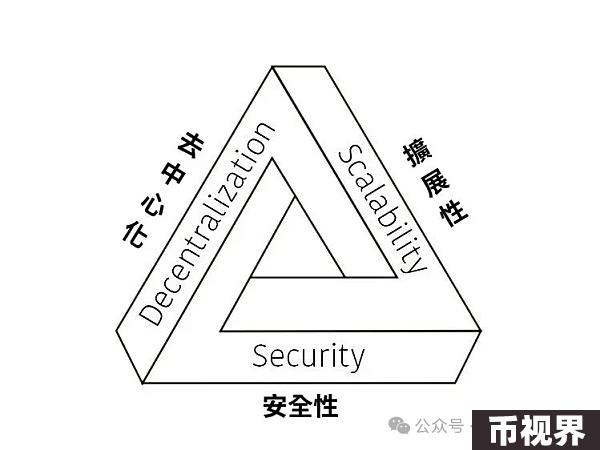 去中心化
Decentralization
Scalability
擴展性
Security
安全性
公众号 ·
币视界